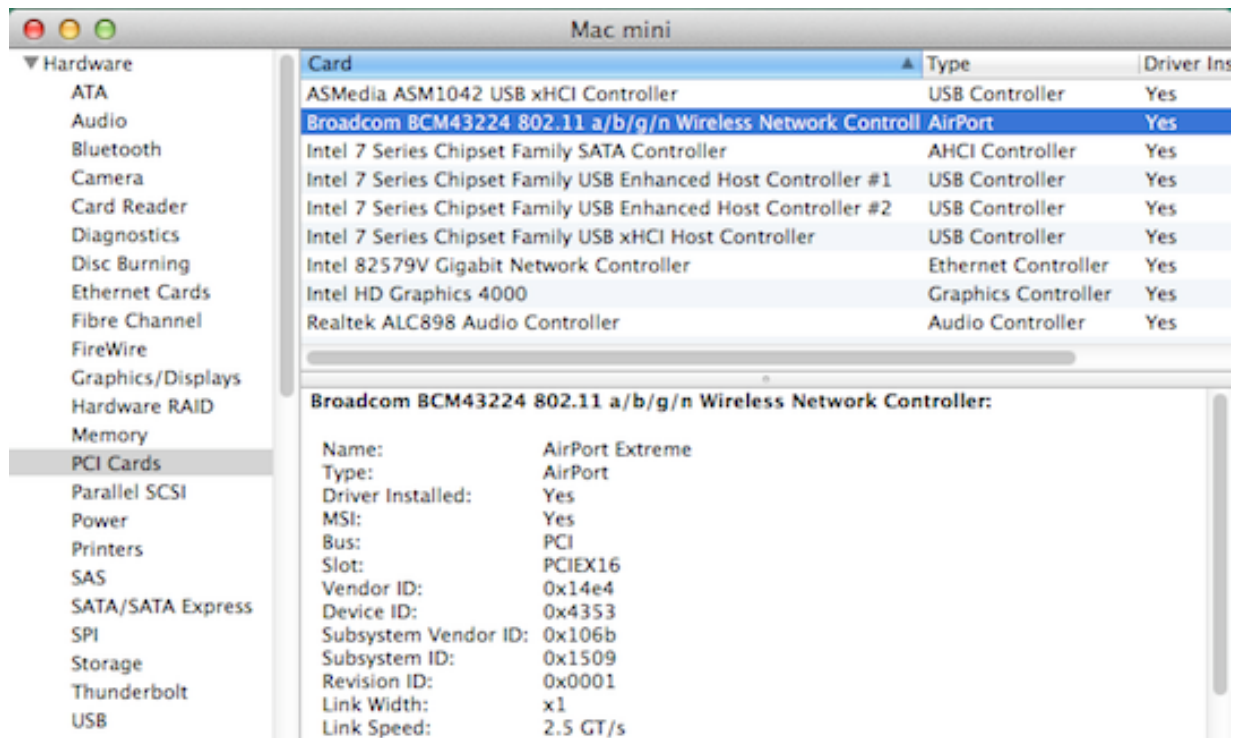 Mac mini
Hardware
ATA
Audio
Bluetooth
Camera
Card Reader
Diagnostics
Disc Burning
Ethernet Cards
Fibre Channel
FireWire
Graphics/Displays
Hardware RAID
Memory
PCI Cards
Parallel SCSI
Power
Printers
SAS
SATA/SATA Express
SPI
Storage
Thunderbolt
USB
Card Type Driver Ins
ASMedia ASM1042 USB xHCI Controller USB Controller Yes
Broadcom BCM43224 802.11 a/b/g/n Wireless Network Controll AirPort Yes
Intel 7 Series Chipset Family SATA Controller AHCI Controller Yes
Intel 7 Series Chipset Family USB Enhanced Host Controller #1 USB Controller Yes
Intel 7 Series Chipset Family USB Enhanced Host Controller #2 USB Controller Yes
Intel 7 Series Chipset Family USB xHCI Host Controller USB Controller Yes
Intel 82579V Gigabit Network Controller Ethernet Controller Yes
Intel HD Graphics 4000 Graphics Controller Yes
Realtek ALC898 Audio Controller Audio Controller Yes
Broadcom BCM43224 802.11 a/b/g/n Wireless Network Controller:
Name: AirPort Extreme
Type: AirPort
Driver Installed: Yes
MSI: Yes
Bus: PCI
Slot: PCIEX16
Vendor ID: 0x14e4
Device ID: 0x4353
Subsystem Vendor ID: 0x106b
Subsystem ID: 0x1509
Revision ID: 0x0001
Link Width: x1
Link Speed: 2.5 GT/s